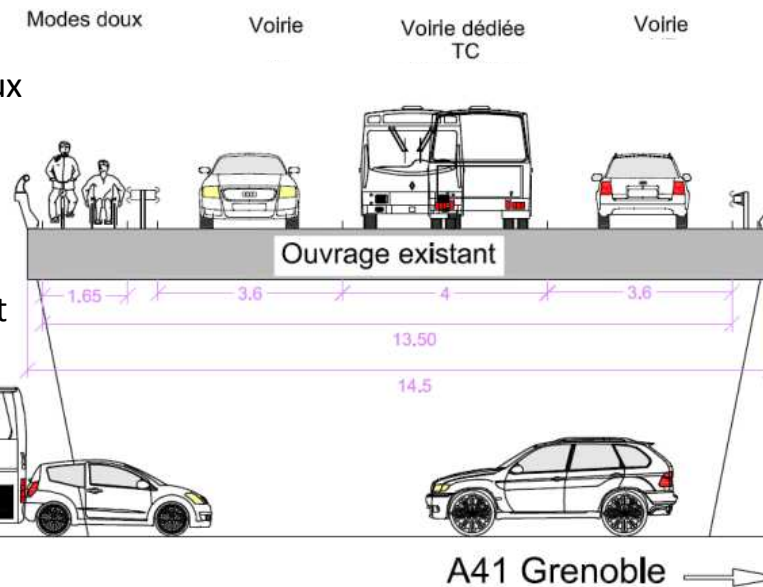 Modes doux
Voirie
Voirie dédiée
TC
Voirie
ux
Ouvrage existant
t
1.65
3.6
4
3.6
13.50
14.5
A41 Grenoble